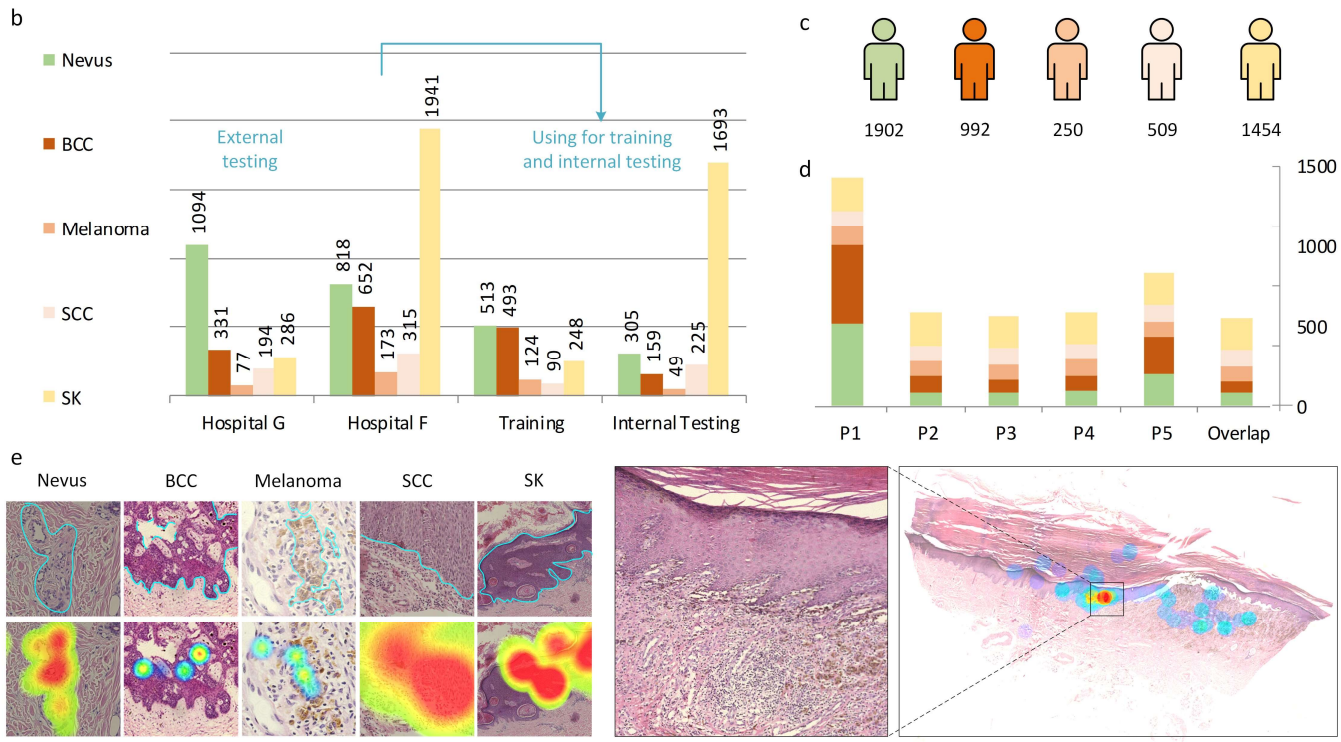 b
Nevus
BCC
Melanoma
SCC
SK
External
testing
Using for training
and internal testing
1094
331
77
194
286
818
652
173
315
1941
513
493
124
90
248
305
159
49
225
1693
Hospital G
Hospital F
Training
Internal Testing
c
1902
992
250
509
1454
d
1500
1000
500
0
P1
P2
P3
P4
P5
Overlap
e
Nevus
BCC
Melanoma
SCC
SK